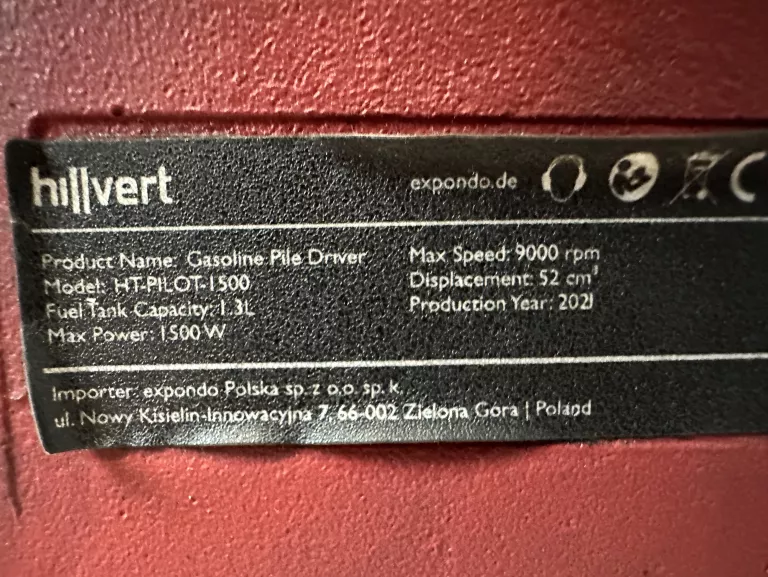 hillvert
expondo.de
Product Name: Gasoline Pile Driver
Model: HT-PILOT-1500
Fuel Tank Capacity: 1.3L
Max Power: 1500 W
Max Speed: 9000 rpm
Displacement: 52 cm³
Production Year: 2021
Importer: expondo Polska sp. z o.o. sp. k.
ul. Nowy Kisielin-Innowacyjna 7, 66-002 Zielona Góra | Poland